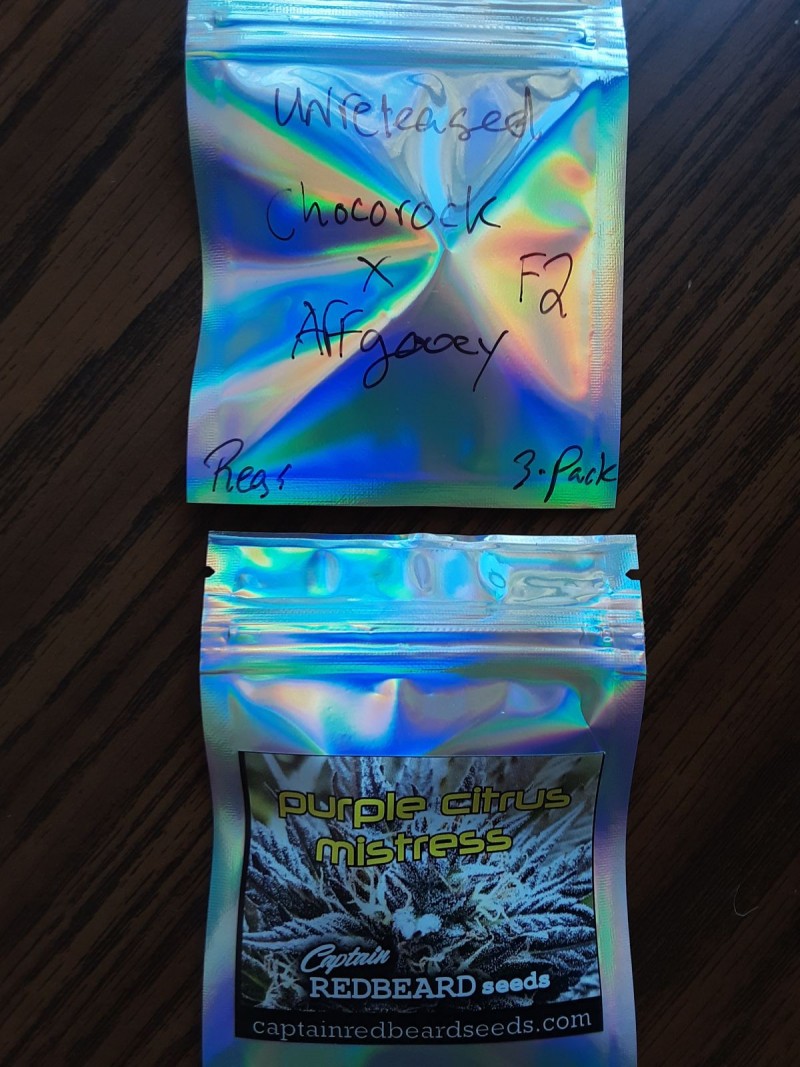 Unreleased
Chocorock
X F2
Affgooey
Regs 3-Pack
purple citrus
mistress
Captain
REDBEARD seeds
captainredbeardseeds.com